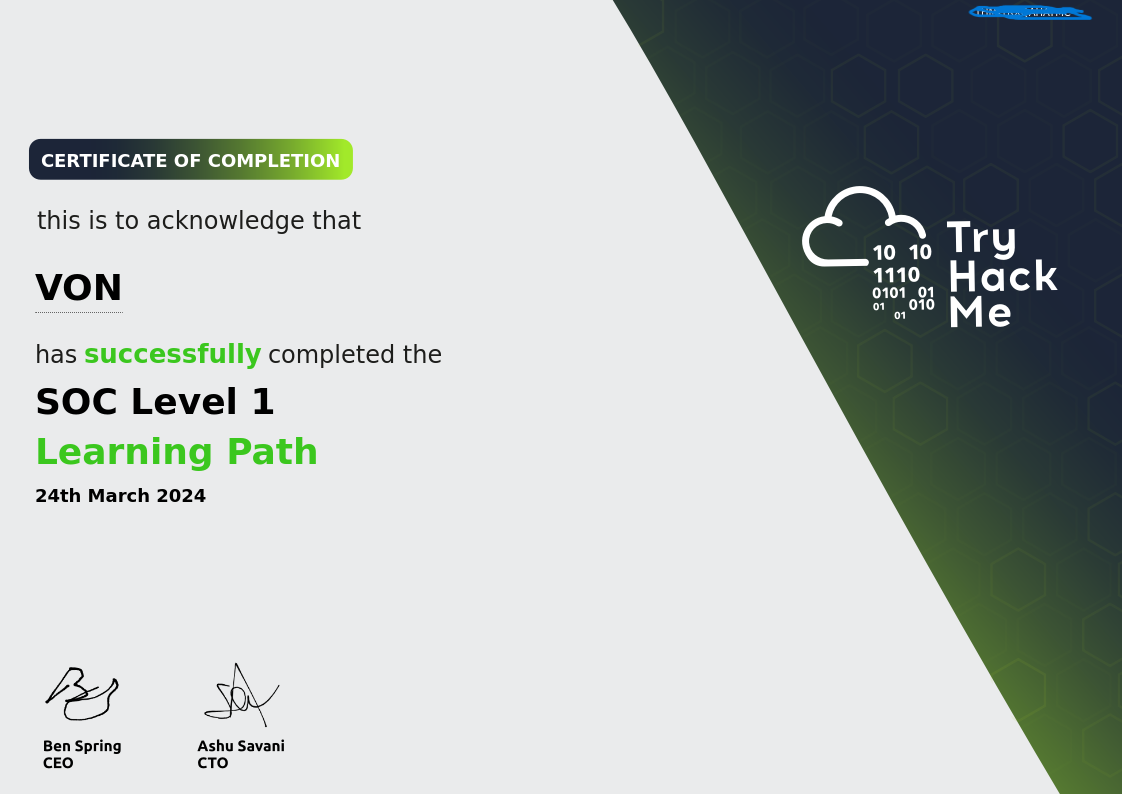 CERTIFICATE OF COMPLETION
this is to acknowledge that
VON
has successfully completed the
SOC Level 1
Learning Path
24th March 2024
Ben Spring
CEO
Ashu Savani
CTO
10 10
1110
0101 01
01 010
01
Try
Hack
Me